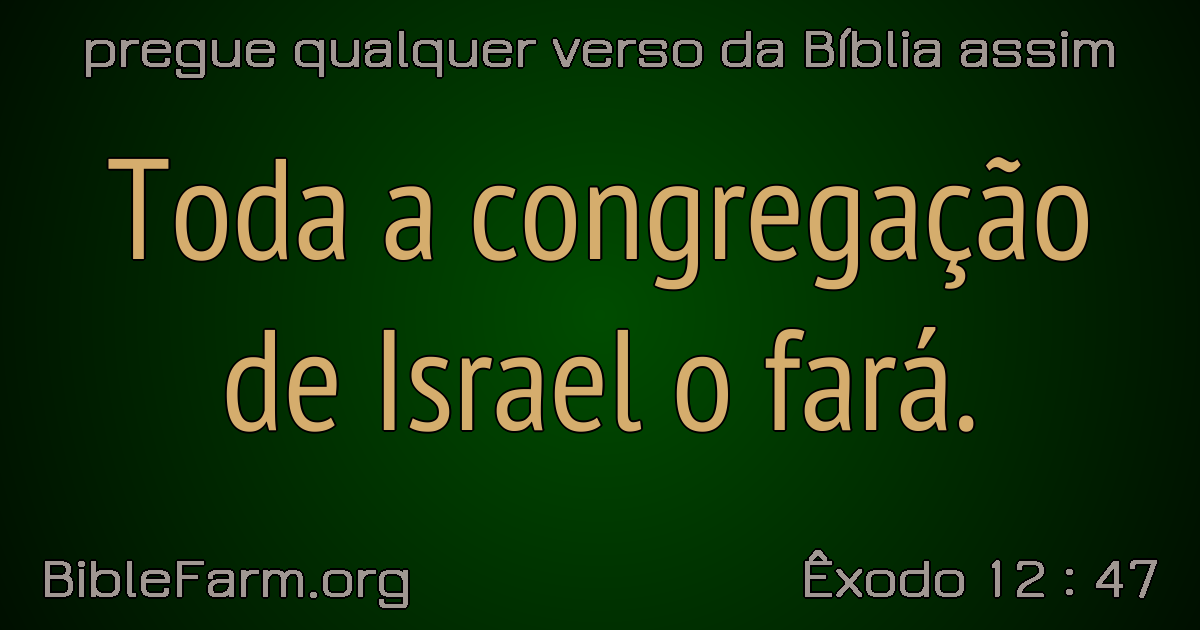 pregue qualquer verso da Bíblia assim
Toda a congregação
de Israel o fará.
BibleFarm.org
Êxodo 12 : 47